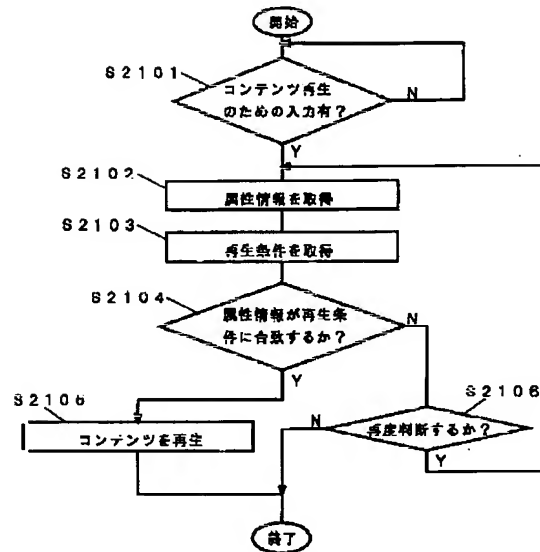 開始
S2101
コンテンツ再生
のための入力有?
N
Y
S2102
属性情報を取得
S2103
再生条件を取得
S2104
属性情報が再生条
件に合致するか?
N
Y
S2105
コンテンツを再生
S2106
N
再度判断するか?
Y
終了